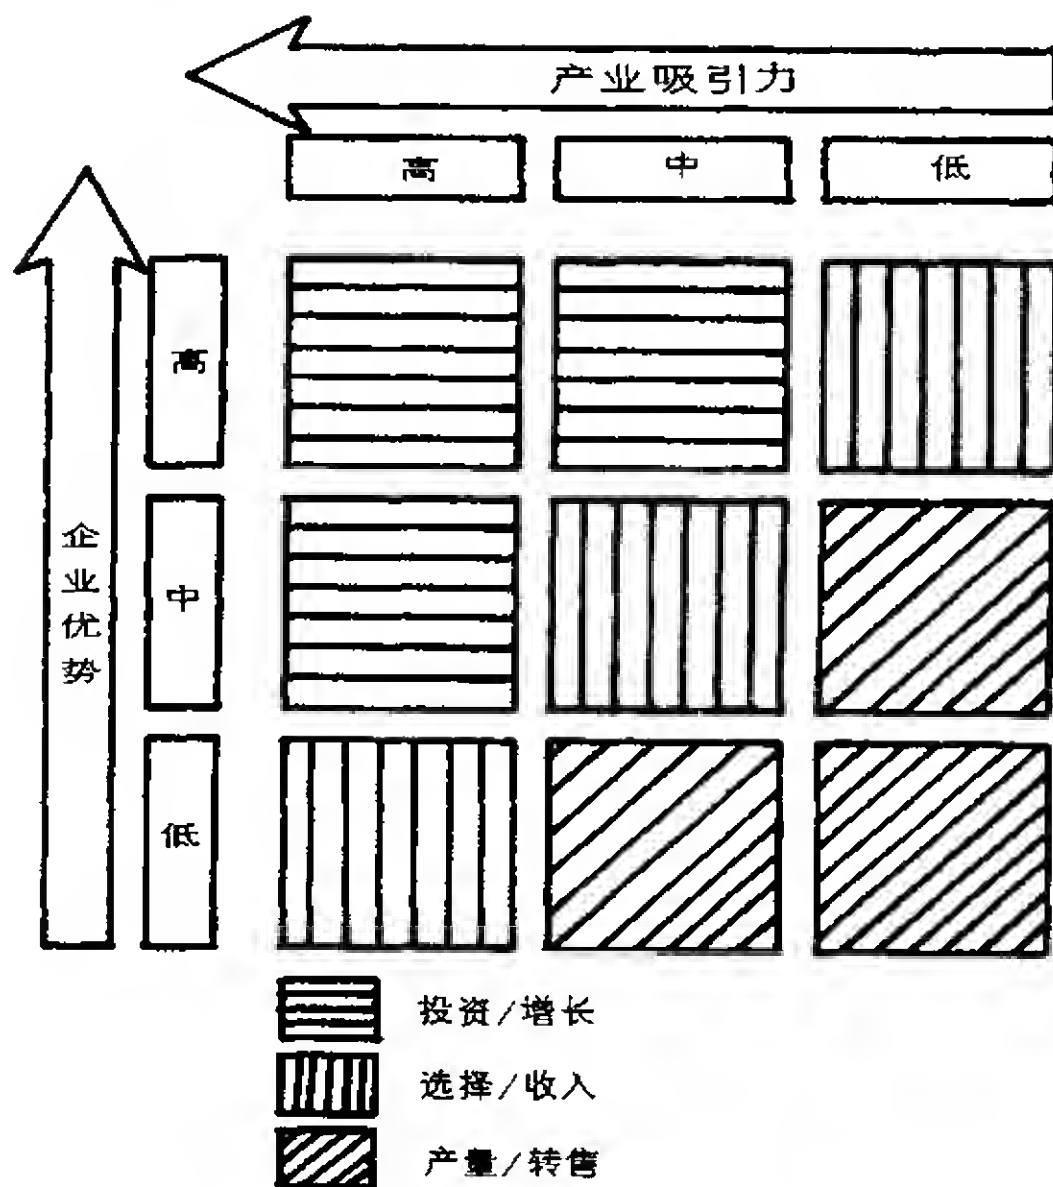 产业吸引力
高 中 低
高
企业优势
中
低
投资/增长
选择/收入
产量/转售